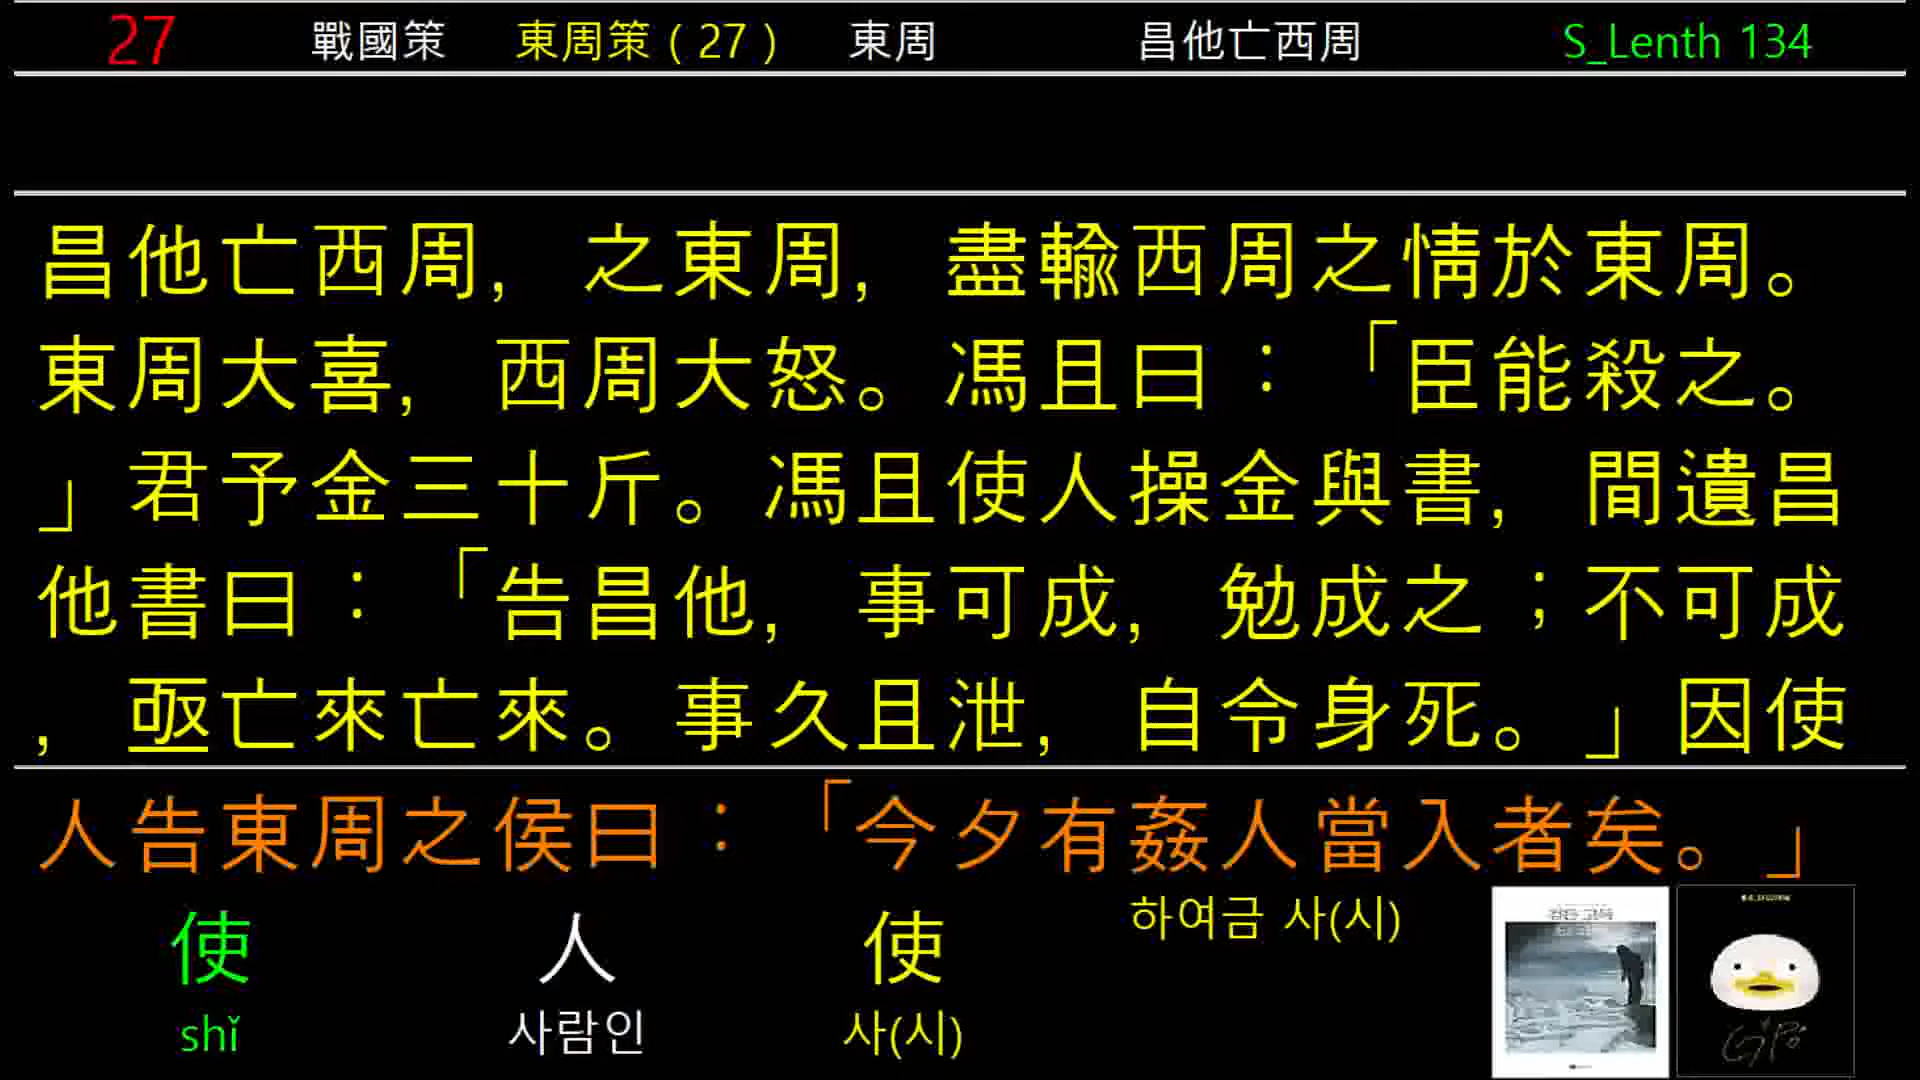 27 戰國策 東周策 ( 27 ) 東周 昌他亡西周 S_Lenth 134
昌他亡西周, 之東周, 盡輸西周之情於東周。
東周大喜, 西周大怒。馮且曰：「臣能殺之。
」君予金三十斤。馮且使人操金與書, 間遺昌
他書曰：「告昌他, 事可成, 勉成之；不可成
, 亟亡來亡來。事久且泄, 自令身死。」因使
人告東周之侯曰：「今夕有姦人當入者矣。」
使 人 使 하여금 사(시)
shǐ 사람인 사(시)